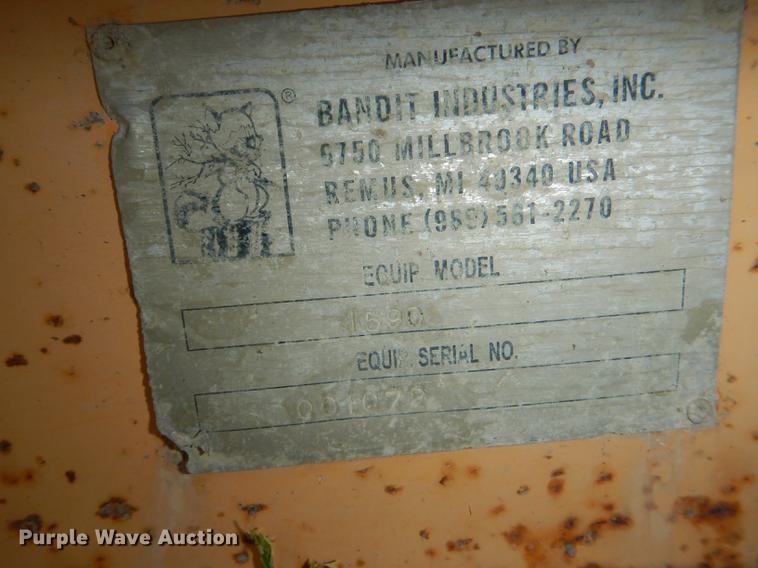 MANUFACTURED BY
®
BANDIT INDUSTRIES, INC.
5750 MILLBROOK ROAD
REMUS, MI 49340 USA
PHONE (989) 561-2270
EQUIP. MODEL
1590
EQUIP. SERIAL NO.
001072
Purple Wave Auction